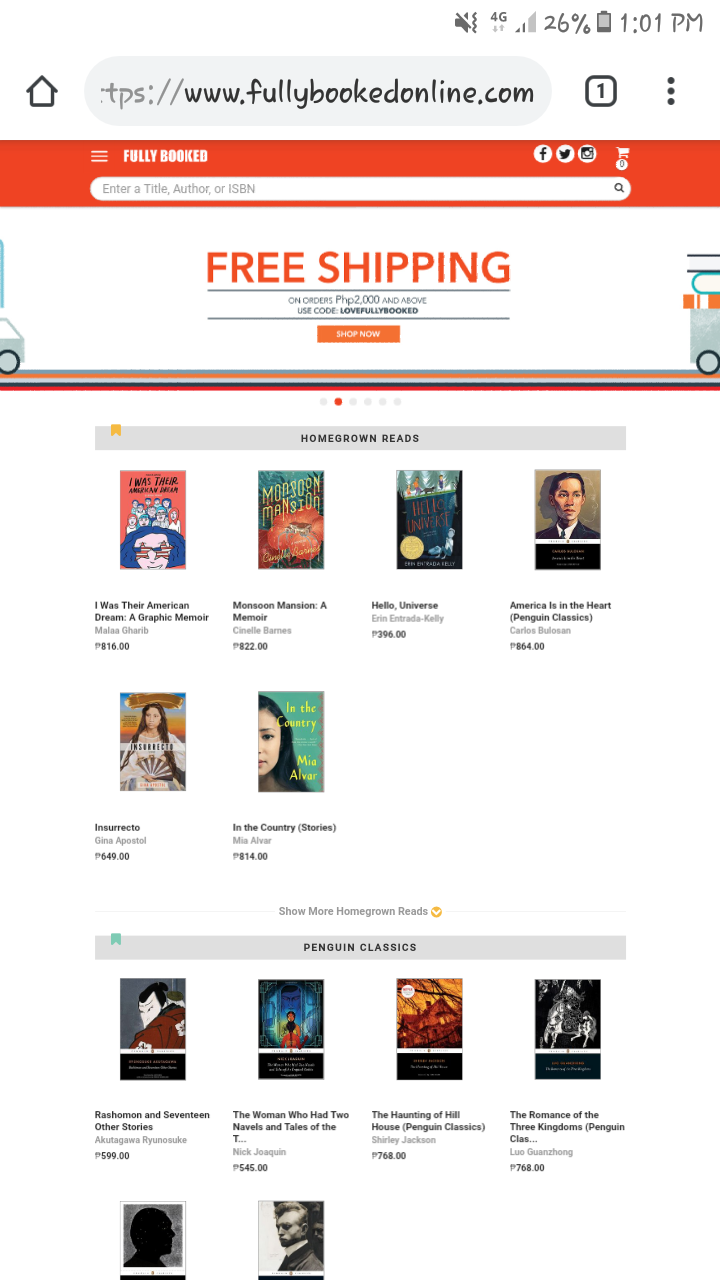 4G 26% 1:01 PM
tps://www.fullybookedonline.com 1
FULLY BOOKED
0
Enter a Title, Author, or ISBN
FREE SHIPPING
ON ORDERS Php2,000 AND ABOVE
USE CODE: LOVEFULLYBOOKED
SHOP NOW
HOMEGROWN READS
I WAS THEIR
AMERICAN DREAM
MONSOON
MANSION
Cinelle Barnes
HELLO,
UNIVERSE
ERIN ENTRADA KELLY
CARLOS BULOSAN
I Was Their American
Dream: A Graphic Memoir
Malaa Gharib
₱816.00
Monsoon Mansion: A
Memoir
Cinelle Barnes
₱822.00
Hello, Universe
Erin Entrada-Kelly
₱396.00
America Is in the Heart
(Penguin Classics)
Carlos Bulosan
₱864.00
INSURRECTO
GINA APOSTOL
In the
Country
Mia
Alvar
Insurrecto
Gina Apostol
₱649.00
In the Country (Stories)
Mia Alvar
₱814.00
Show More Homegrown Reads
PENGUIN CLASSICS
Rashomon and Seventeen
Other Stories
Akutagawa Ryunosuke
₱599.00
The Woman Who Had Two
Navels and Tales of the
T...
Nick Joaquin
₱545.00
The Haunting of Hill
House (Penguin Classics)
Shirley Jackson
₱768.00
The Romance of the
Three Kingdoms (Penguin
Clas...
Luo Guanzhong
₱768.00